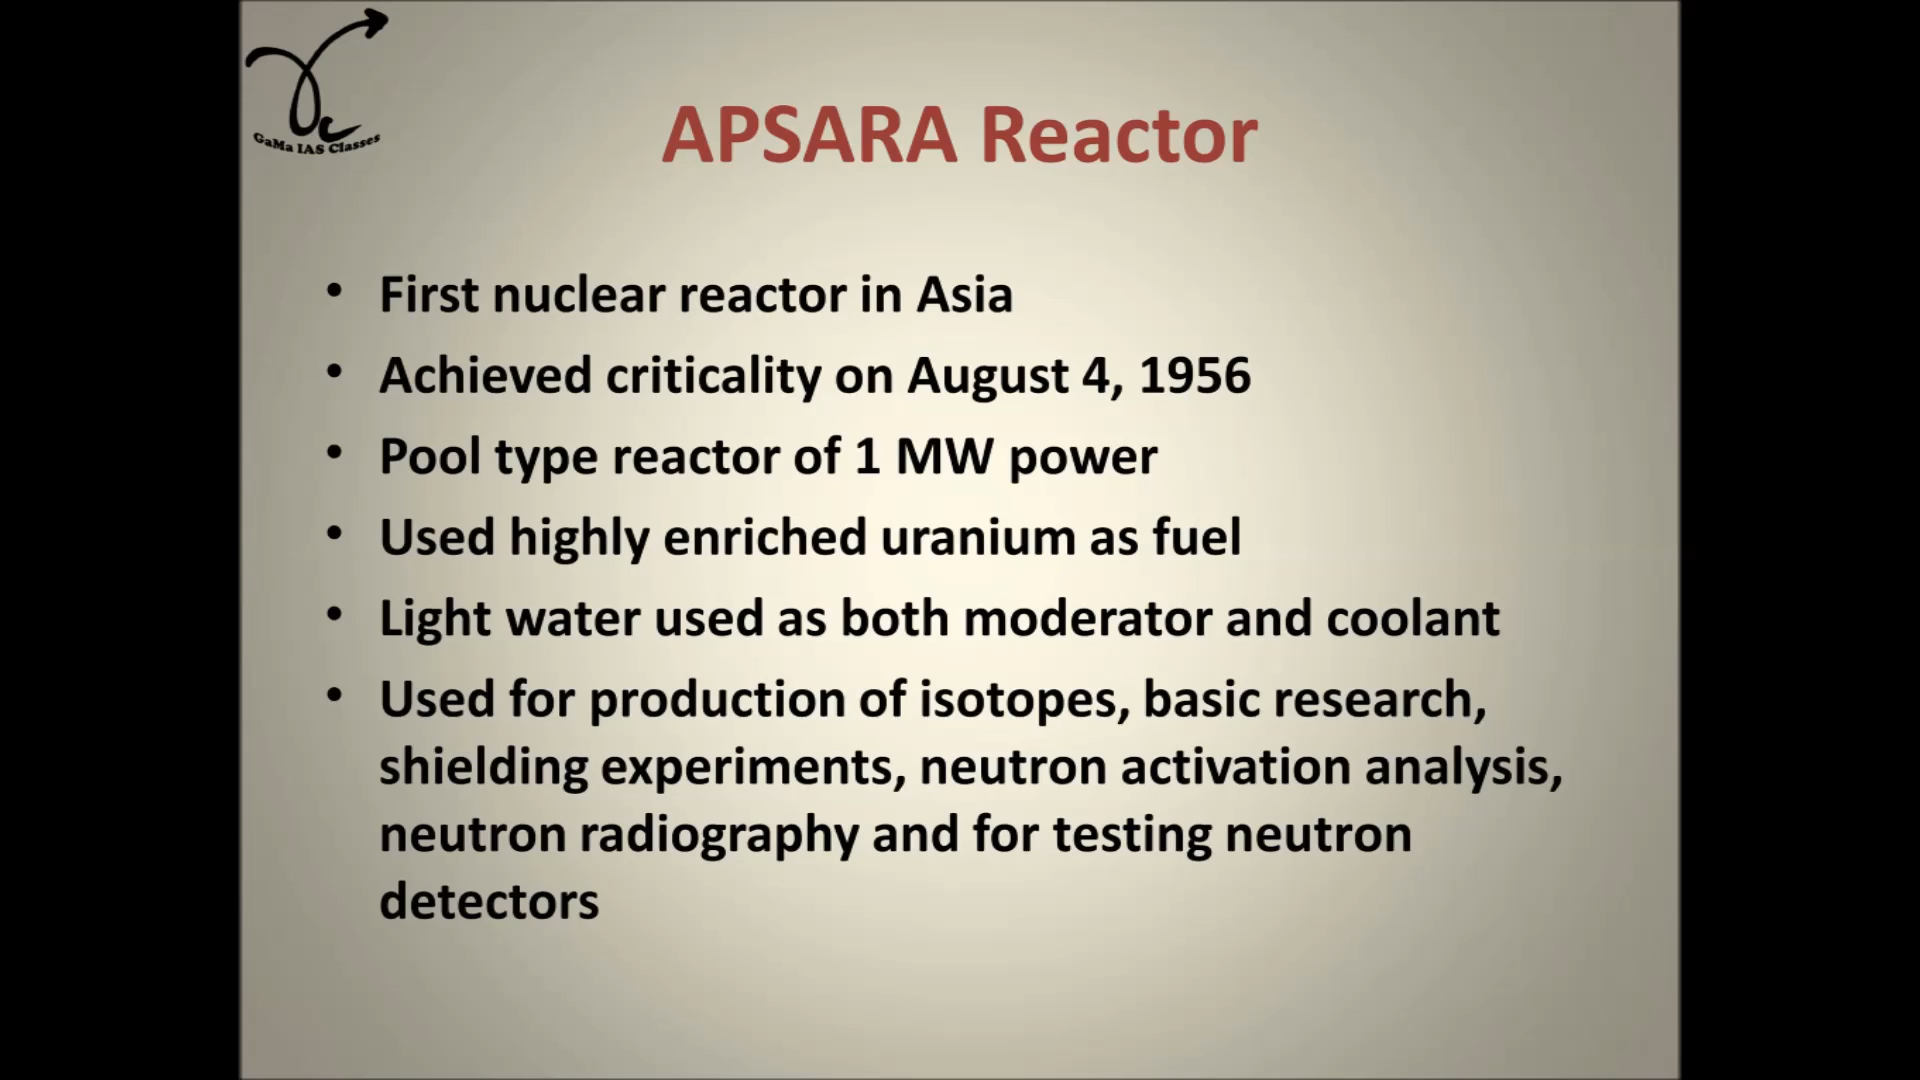 GaMa IAS Classes
APSARA Reactor
• First nuclear reactor in Asia
• Achieved criticality on August 4, 1956
• Pool type reactor of 1 MW power
• Used highly enriched uranium as fuel
• Light water used as both moderator and coolant
• Used for production of isotopes, basic research,
shielding experiments, neutron activation analysis,
neutron radiography and for testing neutron
detectors